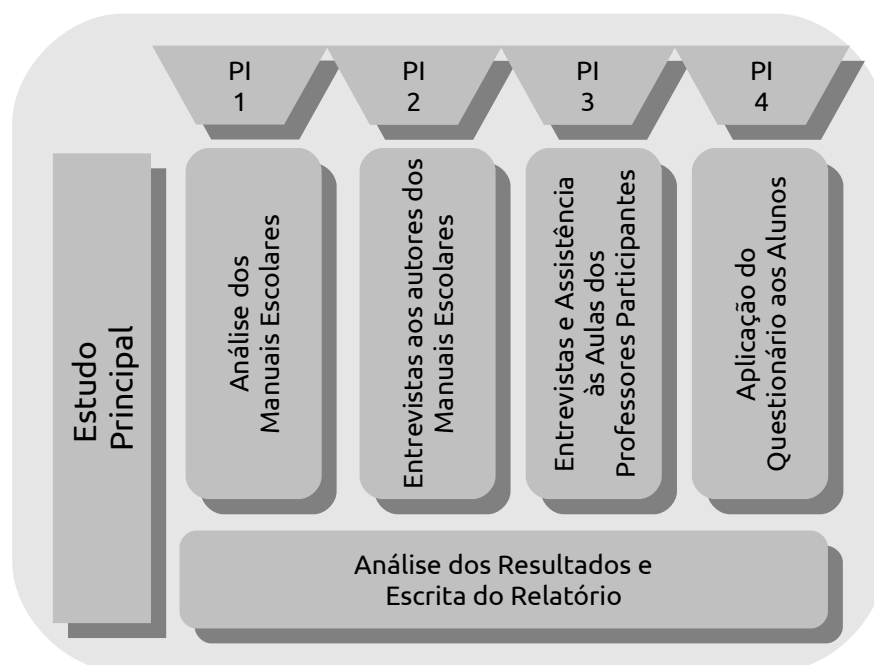 PI
1
PI
2
PI
3
PI
4
Estudo
Principal
Análise dos
Manuais Escolares
Entrevistas aos autores dos
Manuais Escolares
Entrevistas e Assistência
às Aulas dos
Professores Participantes
Aplicação do
Questionário aos Alunos
Análise dos Resultados e
Escrita do Relatório